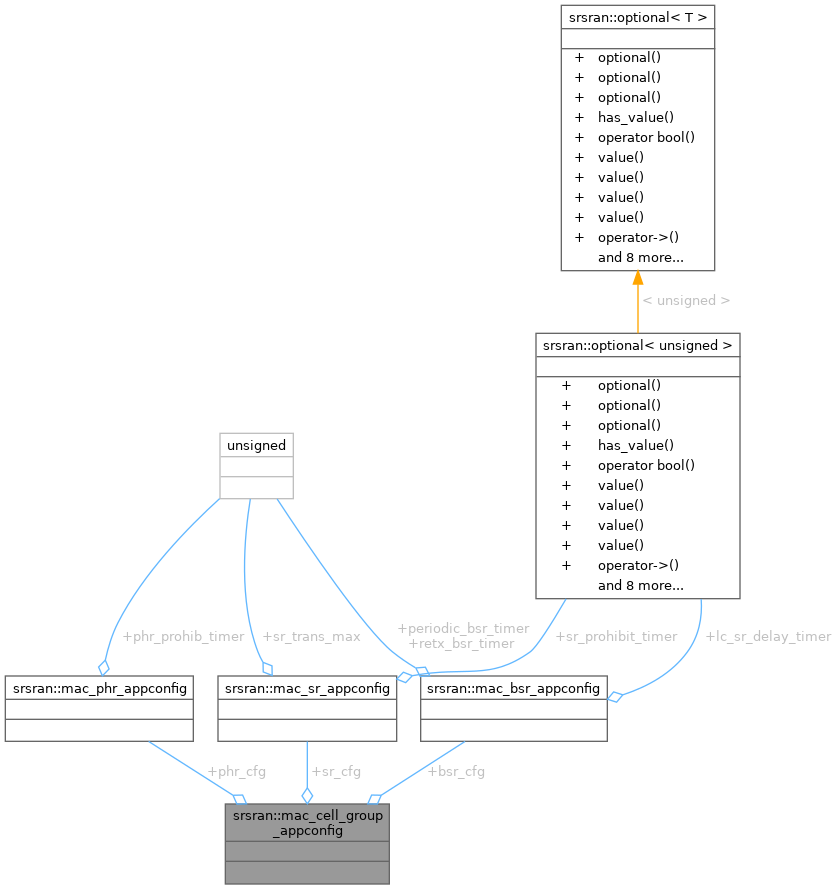 srsran::optional< T >
+ optional()
+ optional()
+ optional()
+ has_value()
+ operator bool()
+ value()
+ value()
+ value()
+ value()
+ operator->()
and 8 more...
< unsigned >
srsran::optional< unsigned >
+ optional()
+ optional()
+ optional()
+ has_value()
+ operator bool()
+ value()
+ value()
+ value()
+ value()
+ operator->()
and 8 more...
unsigned
+phr_prohib_timer
+sr_trans_max
+periodic_bsr_timer
+retx_bsr_timer
+sr_prohibit_timer
+lc_sr_delay_timer
srsran::mac_phr_appconfig
srsran::mac_sr_appconfig
srsran::mac_bsr_appconfig
+phr_cfg
+sr_cfg
+bsr_cfg
srsran::mac_cell_group
_appconfig